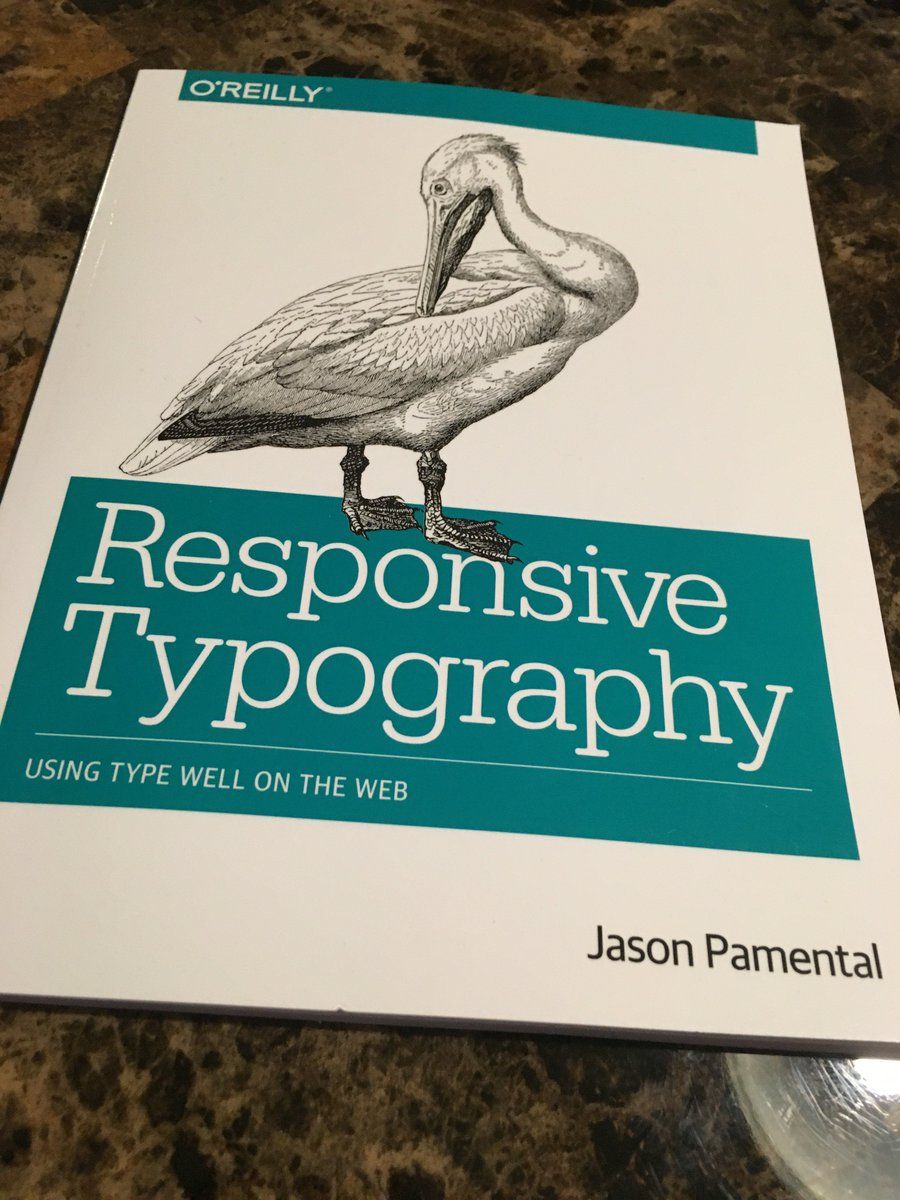 O'REILLY®
Responsive
Typography
USING TYPE WELL ON THE WEB
Jason Pamental